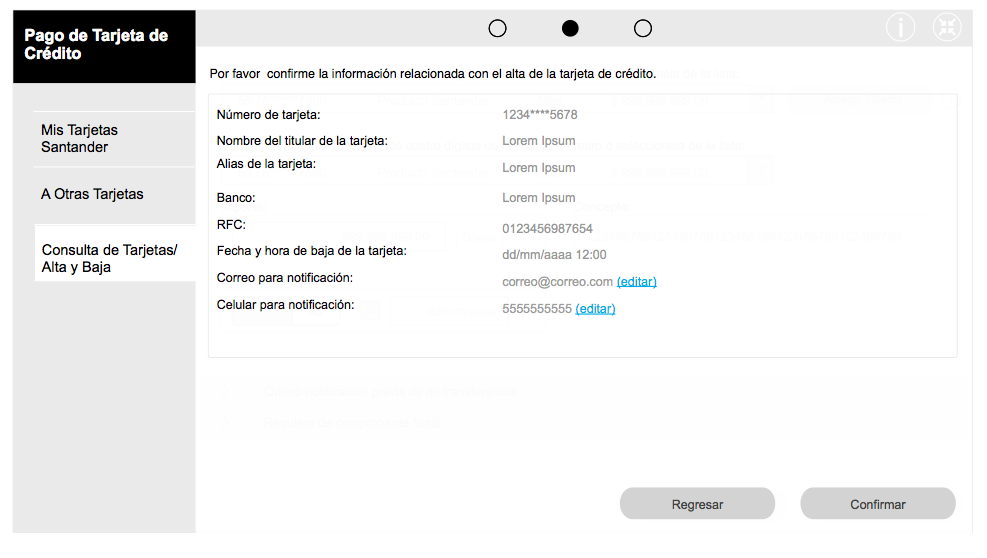 Pago de Tarjeta de
Crédito
Mis Tarjetas
Santander
A Otras Tarjetas
Consulta de Tarjetas/
Alta y Baja
Por favor confirme la información relacionada con el alta de la tarjeta de crédito.
Número de tarjeta: 1234****5678
Nombre del titular de la tarjeta: Lorem Ipsum
Alias de la tarjeta: Lorem Ipsum
Banco: Lorem Ipsum
RFC: 0123456987654
Fecha y hora de baja de la tarjeta: dd/mm/aaaa 12:00
Correo para notificación: correo@correo.com (editar)
Celular para notificación: 5555555555 (editar)
Regresar Confirmar